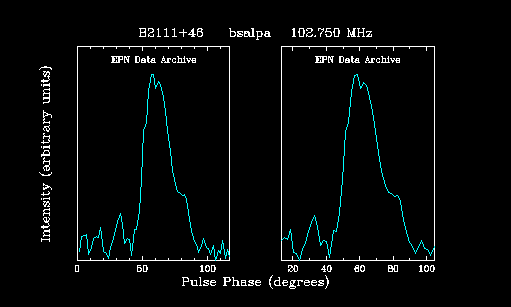 B2111+46 bsalpa 102.750 MHz
EPN Data Archive EPN Data Archive
Intensity (arbitrary units)
0 50 100 20 40 60 80 100
Pulse Phase (degrees)